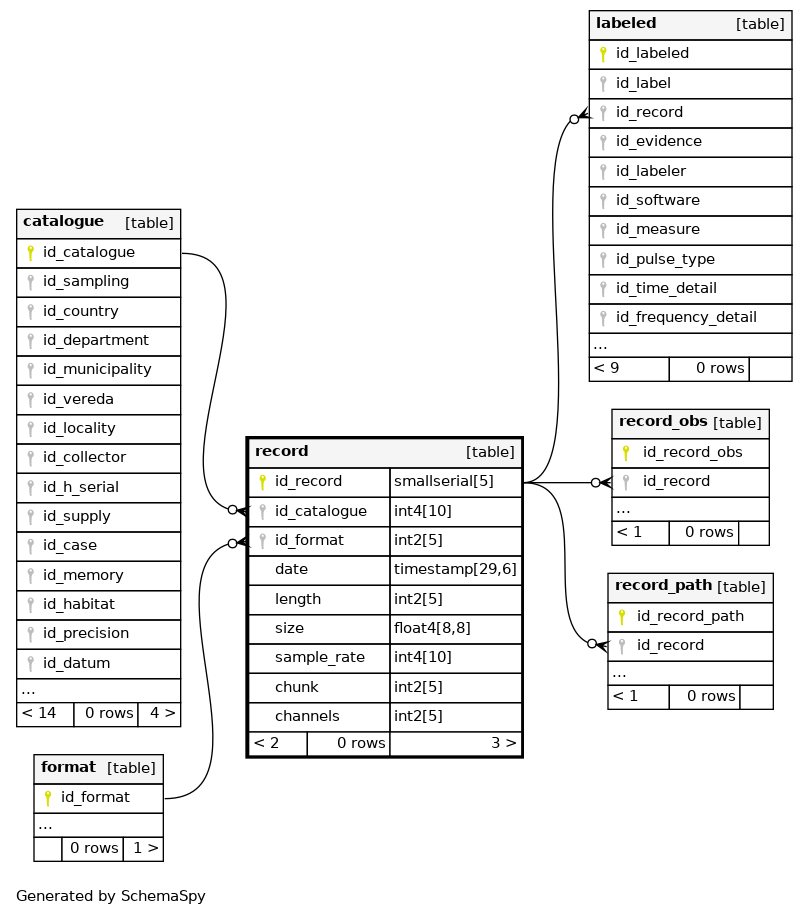 labeled [table]
id_labeled
id_label
id_record
id_evidence
id_labeler
id_software
id_measure
id_pulse_type
id_time_detail
id_frequency_detail
...
< 9 0 rows
catalogue [table]
id_catalogue
id_sampling
id_country
id_department
id_municipality
id_vereda
id_locality
id_collector
id_h_serial
id_supply
id_case
id_memory
id_habitat
id_precision
id_datum
...
< 14 0 rows 4 >
record [table]
id_record smallserial[5]
id_catalogue int4[10]
id_format int2[5]
date timestamp[29,6]
length int2[5]
size float4[8,8]
sample_rate int4[10]
chunk int2[5]
channels int2[5]
< 2 0 rows 3 >
record_obs [table]
id_record_obs
id_record
...
< 1 0 rows
record_path [table]
id_record_path
id_record
...
< 1 0 rows
format [table]
id_format
...
0 rows 1 >
Generated by SchemaSpy